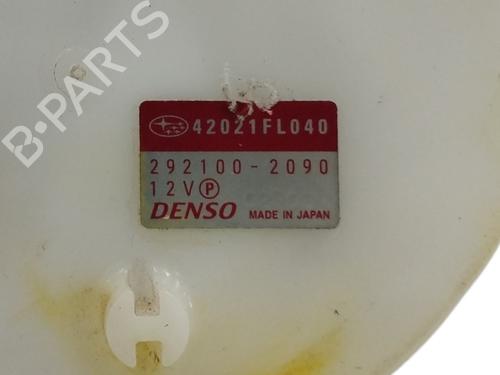 B-PARTS
42021FL040
292100-2090
12V P
DENSO MADE IN JAPAN